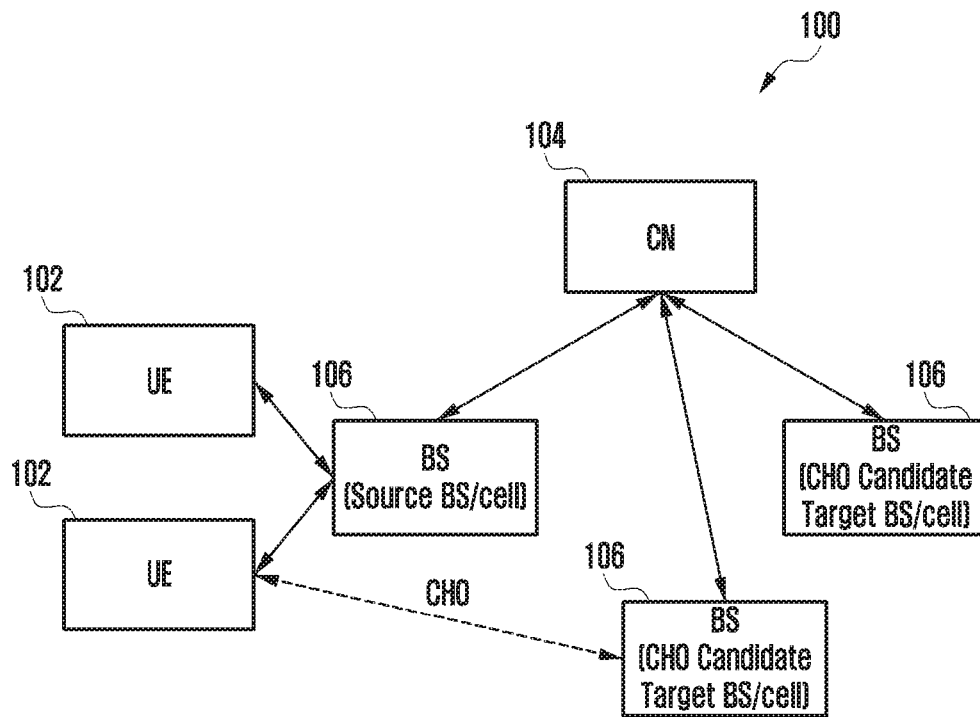 100
104
CN
102
UE
106
BS
(Source BS/cell)
106
BS
(CHO Candidate
Target BS/cell)
102
UE
CHO
106
BS
(CHO Candidate
Target BS/cell)